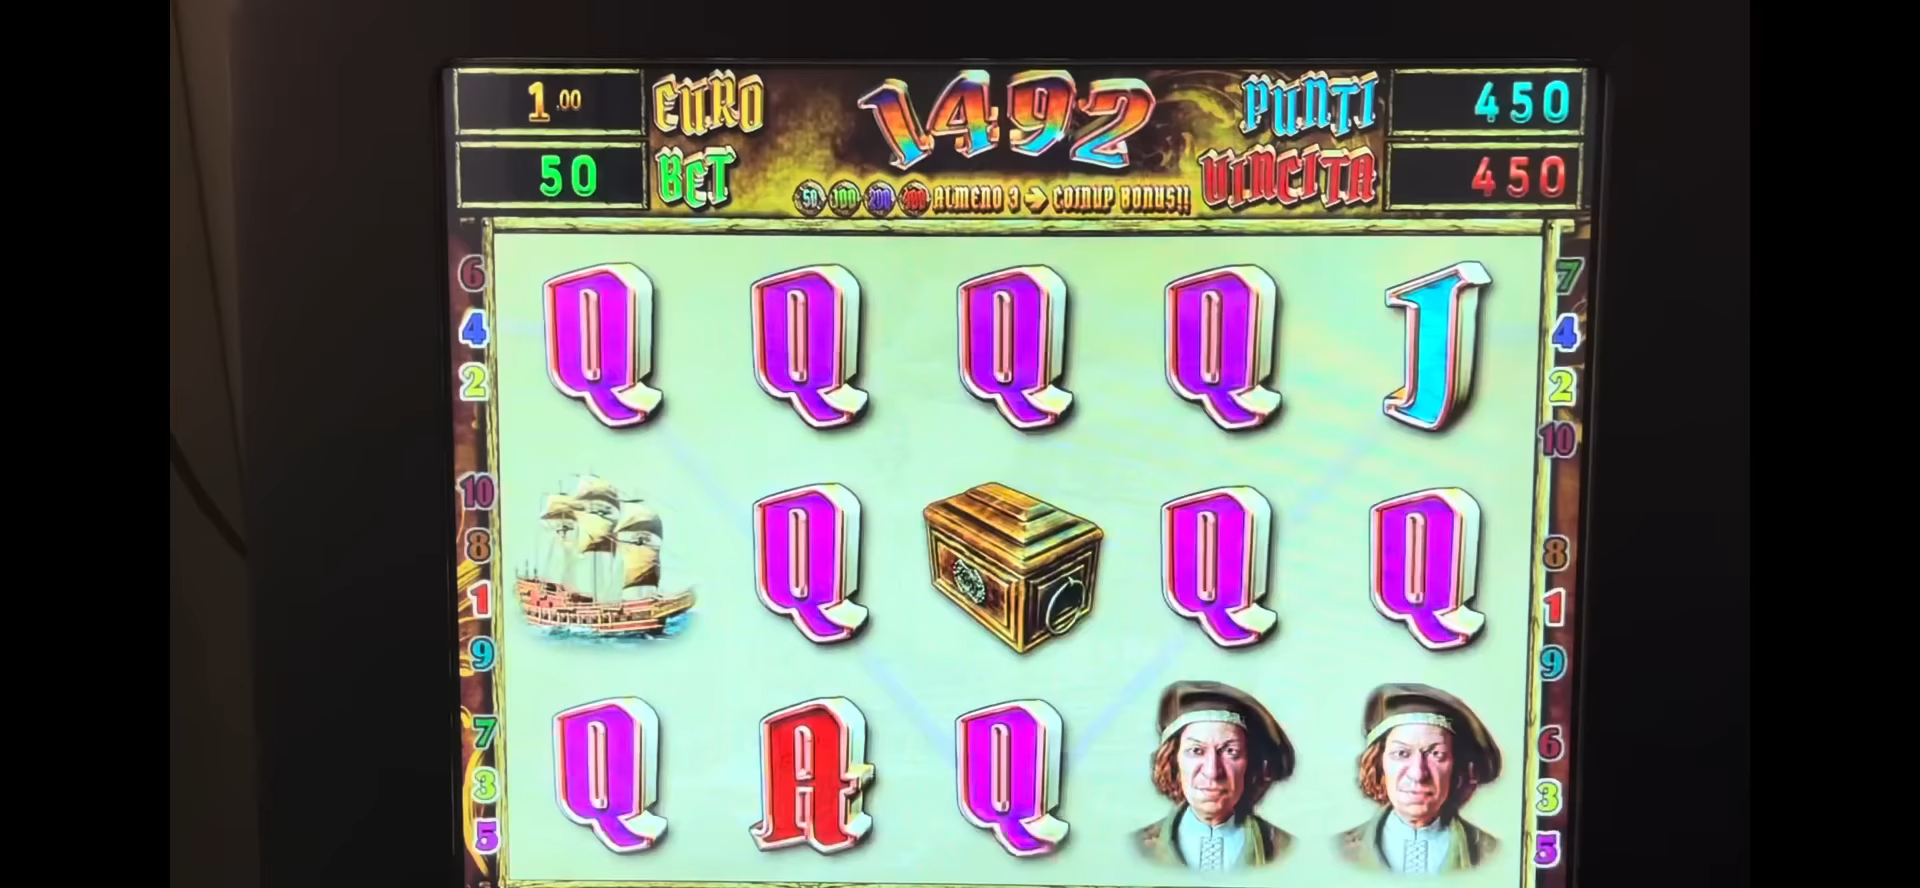 1.00 EURO 1492 PUNTI 450
50 BET VINCITA 450
50 100 200 300 ALMENO 3 → COINUP BONUS!!
6 Q Q Q Q J 7
4 4
2 2
10
10 Q Q Q
8 8
1 1
9 9
7 Q A Q 6
3 3
5 5